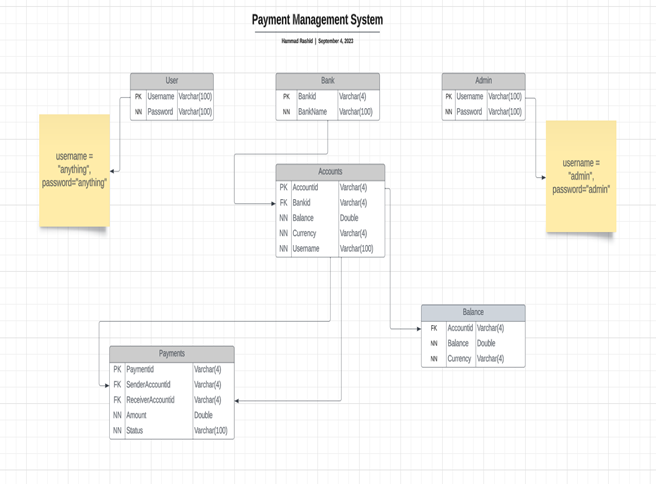 Payment Management System
Hammad Rashid | September 4, 2023
User
PK Username Varchar(100)
NN Password Varchar(100)
Bank
PK Bankid Varchar(4)
NN BankName Varchar(100)
Admin
PK Username Varchar(100)
NN Password Varchar(100)
username =
"anything",
password="anything"
username =
"admin",
password="admin"
Accounts
PK Accountid Varchar(4)
FK Bankid Varchar(4)
NN Balance Double
NN Currency Varchar(4)
NN Username Varchar(100)
Balance
FK Accountid Varchar(4)
NN Balance Double
NN Currency Varchar(4)
Payments
PK Paymentid Varchar(4)
FK SenderAccountid Varchar(4)
FK ReceiverAccountid Varchar(4)
NN Amount Double
NN Status Varchar(100)